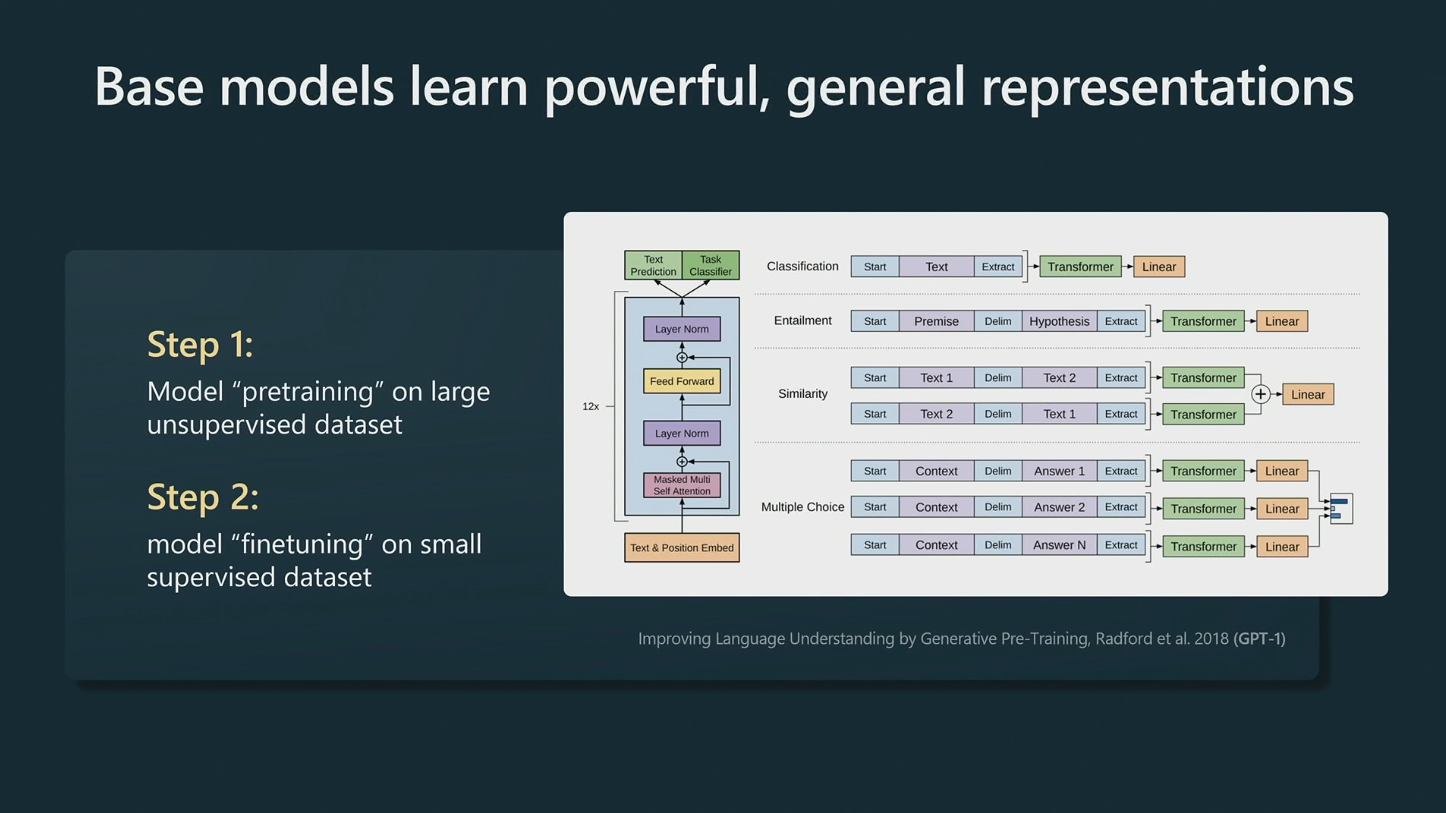 Base models learn powerful, general representations
Step 1:
Model “pretraining” on large
unsupervised dataset
Step 2:
model “finetuning” on small
supervised dataset
Text
Prediction
Task
Classifier
Layer Norm
Feed Forward
12x
Layer Norm
Masked Multi
Self Attention
Text & Position Embed
Classification Start Text Extract Transformer Linear
Entailment Start Premise Delim Hypothesis Extract Transformer Linear
Similarity
Start Text 1 Delim Text 2 Extract Transformer
Start Text 2 Delim Text 1 Extract Transformer
+ Linear
Multiple Choice
Start Context Delim Answer 1 Extract Transformer Linear
Start Context Delim Answer 2 Extract Transformer Linear
Start Context Delim Answer N Extract Transformer Linear
Improving Language Understanding by Generative Pre-Training, Radford et al. 2018 (GPT-1)